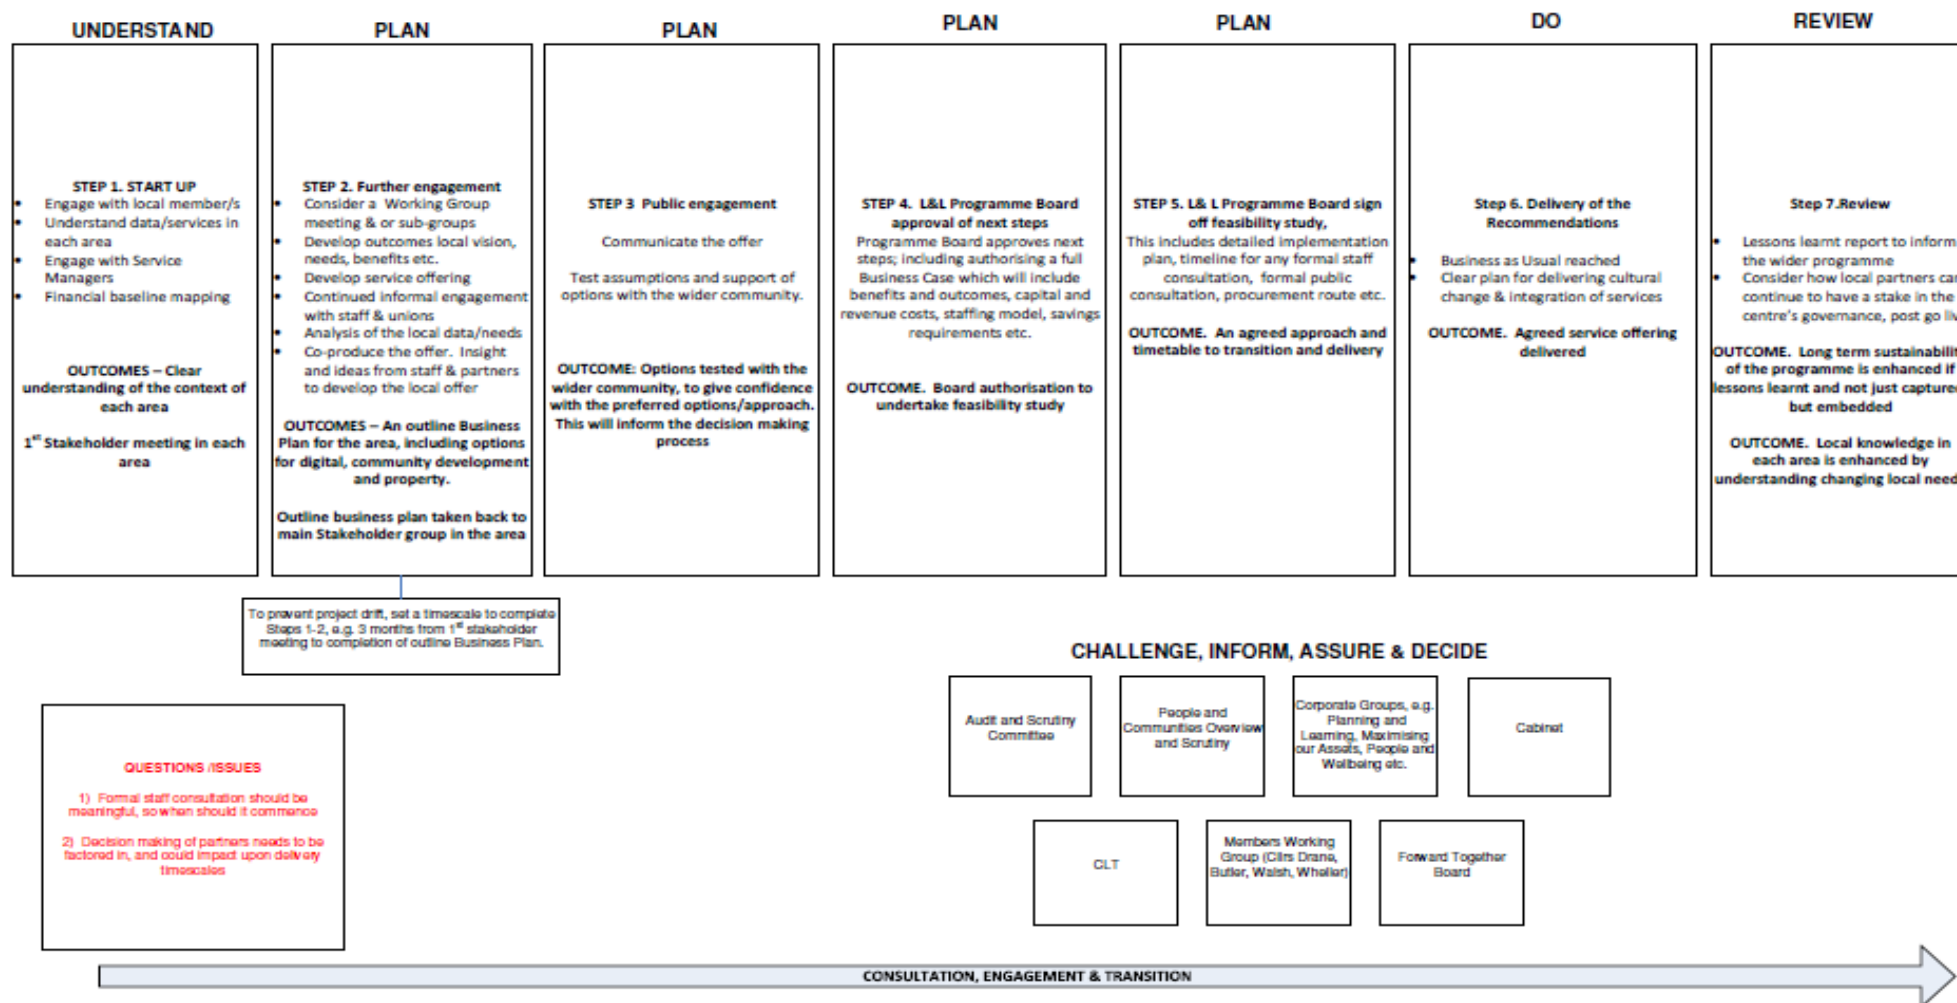 UNDERSTAND
PLAN
PLAN
PLAN
PLAN
DO
REVIEW
STEP 1. START UP
• Engage with local member/s
• Understand data/services in
each area
• Engage with Service
Managers
• Financial baseline mapping
OUTCOMES – Clear
understanding of the context of
each area
1st Stakeholder meeting in each
area
STEP 2. Further engagement
• Consider a Working Group
meeting & or sub-groups
• Develop outcomes local vision,
needs, benefits etc.
• Develop service offering
• Continued informal engagement
with staff & unions
• Analysis of the local data/needs
• Co-produce the offer. Insight
and ideas from staff & partners
to develop the local offer
OUTCOMES – An outline Business
Plan for the area, including options
for digital, community development
and property.
Outline business plan taken back to
main Stakeholder group in the area
STEP 3 Public engagement
Communicate the offer
Test assumptions and support of
options with the wider community.
OUTCOME: Options tested with the
wider community, to give confidence
with the preferred options/approach.
This will inform the decision making
process
STEP 4. L&L Programme Board
approval of next steps
Programme Board approves next
steps; including authorising a full
Business Case which will include
benefits and outcomes, capital and
revenue costs, staffing model, savings
requirements etc.
OUTCOME. Board authorisation to
undertake feasibility study
STEP 5. L& L Programme Board sign
off feasibility study,
This includes detailed implementation
plan, timeline for any formal staff
consultation, formal public
consultation, procurement route etc.
OUTCOME. An agreed approach and
timetable to transition and delivery
Step 6. Delivery of the
Recommendations
• Business as Usual reached
• Clear plan for delivering cultural
change & integration of services
OUTCOME. Agreed service offering
delivered
Step 7.Review
• Lessons learnt report to inform
the wider programme
• Consider how local partners can
continue to have a stake in the
centre's governance, post go liv
OUTCOME. Long term sustainabilit
of the programme is enhanced if
lessons learnt and not just capture
but embedded
OUTCOME. Local knowledge in
each area is enhanced by
understanding changing local need
To prevent project drift, set a timescale to complete
Steps 1-2, e.g. 3 months from 1st stakeholder
meeting to completion of outline Business Plan.
QUESTIONS /ISSUES
1) Formal staff consultation should be
meaningful, so when should it commence
2) Decision making of partners needs to be
factored in, and could impact upon delivery
timescales
CHALLENGE, INFORM, ASSURE & DECIDE
Audit and Scrutiny
Committee
People and
Communities Overview
and Scrutiny
Corporate Groups, e.g.
Planning and
Learning, Maximising
our Assets, People and
Wellbeing etc.
Cabinet
CLT
Members Working
Group (Cllrs Drane,
Butler, Walsh, Wheller)
Forward Together
Board
CONSULTATION, ENGAGEMENT & TRANSITION